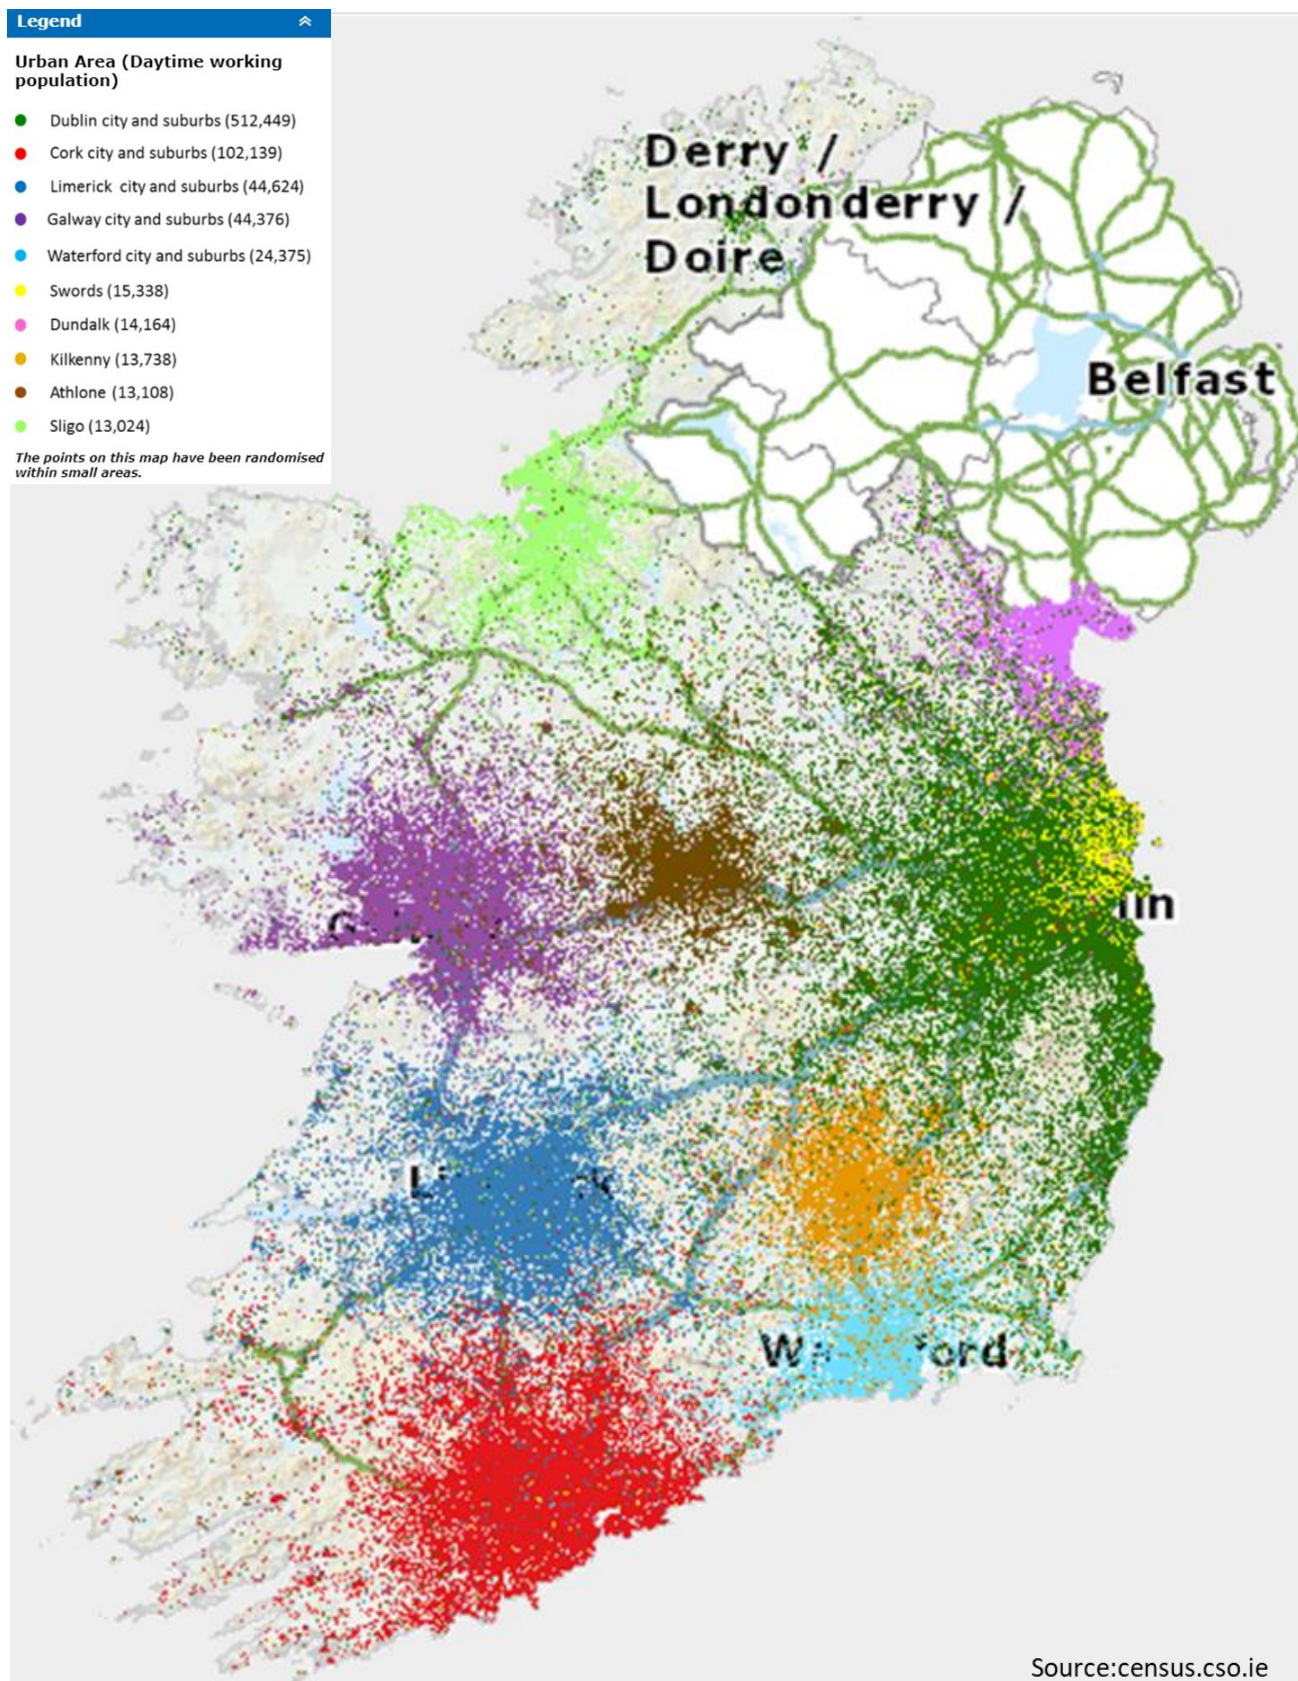 Legend
Urban Area (Daytime working
population)
Dublin city and suburbs (512,449)
Cork city and suburbs (102,139)
Limerick city and suburbs (44,624)
Galway city and suburbs (44,376)
Waterford city and suburbs (24,375)
Swords (15,338)
Dundalk (14,164)
Kilkenny (13,738)
Athlone (13,108)
Sligo (13,024)
The points on this map have been randomised
within small areas.
Derry /
Londonderry /
Doire
Belfast
Source:census.cso.ie